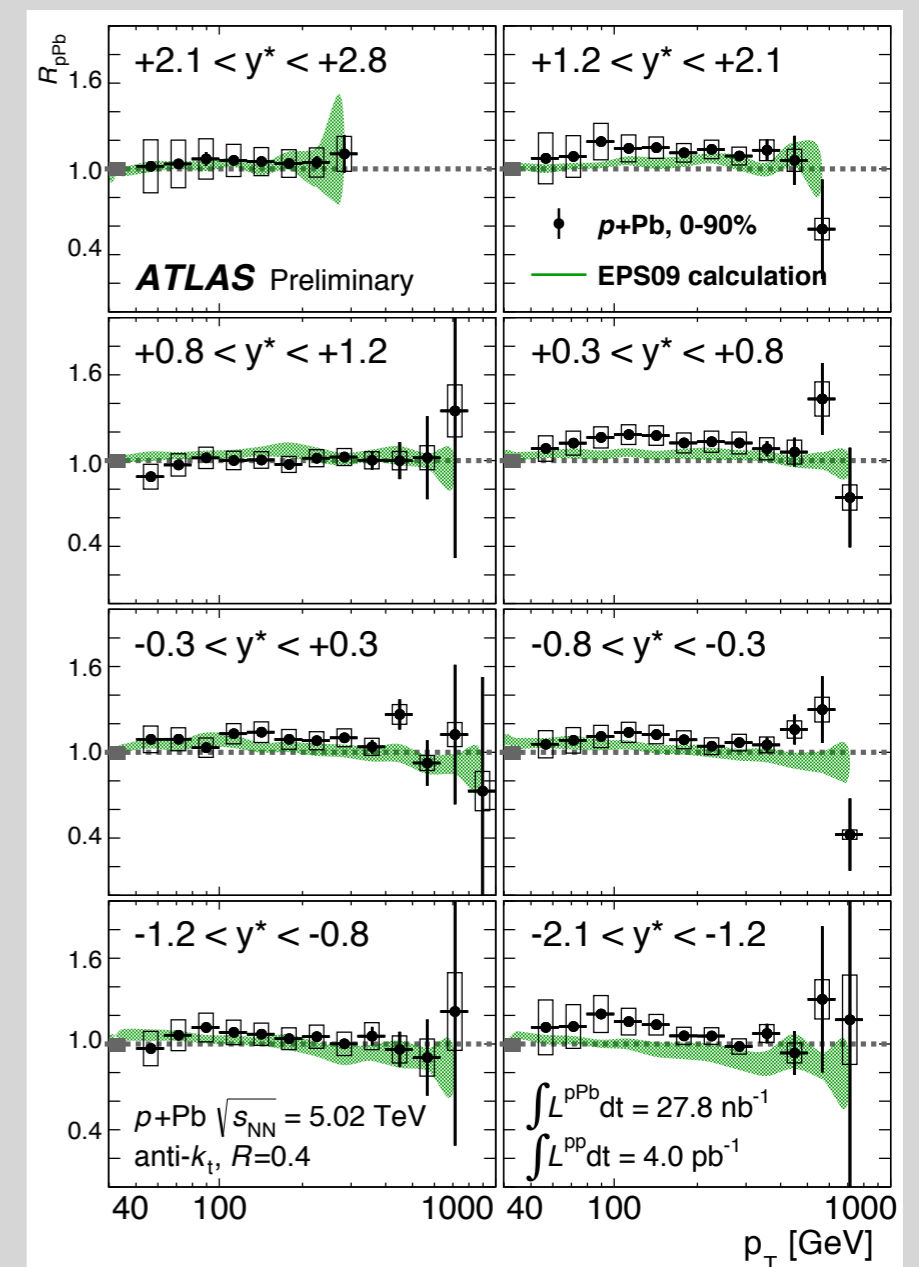 R_pPb
+2.1 < y* < +2.8
+1.2 < y* < +2.1
1.6
1.0
0.4
p+Pb, 0-90%
EPS09 calculation
ATLAS Preliminary
+0.8 < y* < +1.2
+0.3 < y* < +0.8
1.6
1.0
0.4
-0.3 < y* < +0.3
-0.8 < y* < -0.3
1.6
1.0
0.4
-1.2 < y* < -0.8
-2.1 < y* < -1.2
1.6
1.0
0.4
p+Pb √s_NN = 5.02 TeV
anti-k_t, R=0.4
∫L^pPb dt = 27.8 nb^-1
∫L^pp dt = 4.0 pb^-1
40 100 1000 40 100 1000
p_T [GeV]